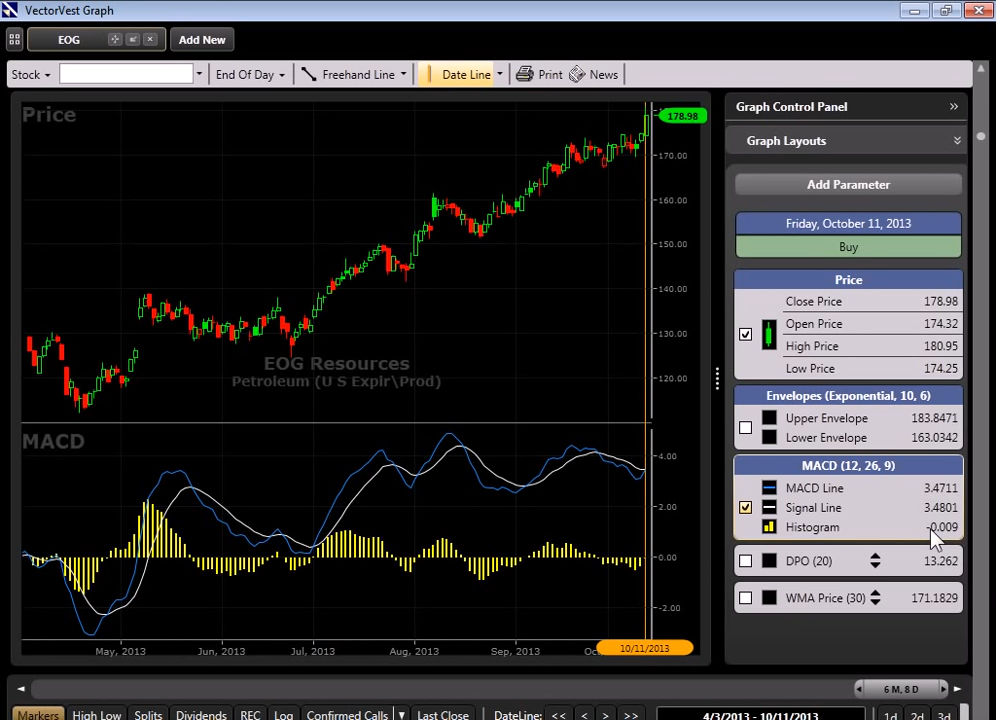 VectorVest Graph
EOG Add New
Stock End Of Day Freehand Line Date Line Print News
Price
178.98
170.00
160.00
150.00
140.00
130.00
120.00
EOG Resources
Petroleum (U S Expir\Prod)
MACD
4.00
2.00
0.00
-2.00
May, 2013 Jun, 2013 Jul, 2013 Aug, 2013 Sep, 2013 10/11/2013
Graph Control Panel
Graph Layouts
Add Parameter
Friday, October 11, 2013
Buy
Price
Close Price 178.98
Open Price 174.32
High Price 180.95
Low Price 174.25
Envelopes (Exponential, 10, 6)
Upper Envelope 183.8471
Lower Envelope 163.0342
MACD (12, 26, 9)
MACD Line 3.4711
Signal Line 3.4801
Histogram -0.009
DPO (20) 13.262
WMA Price (30) 171.1829
6 M, 8 D
Markers High Low Splits Dividends REC Log Confirmed Calls Last Close DateLine: << < > >> 4/3/2013 - 10/11/2013 1d 2d 3d